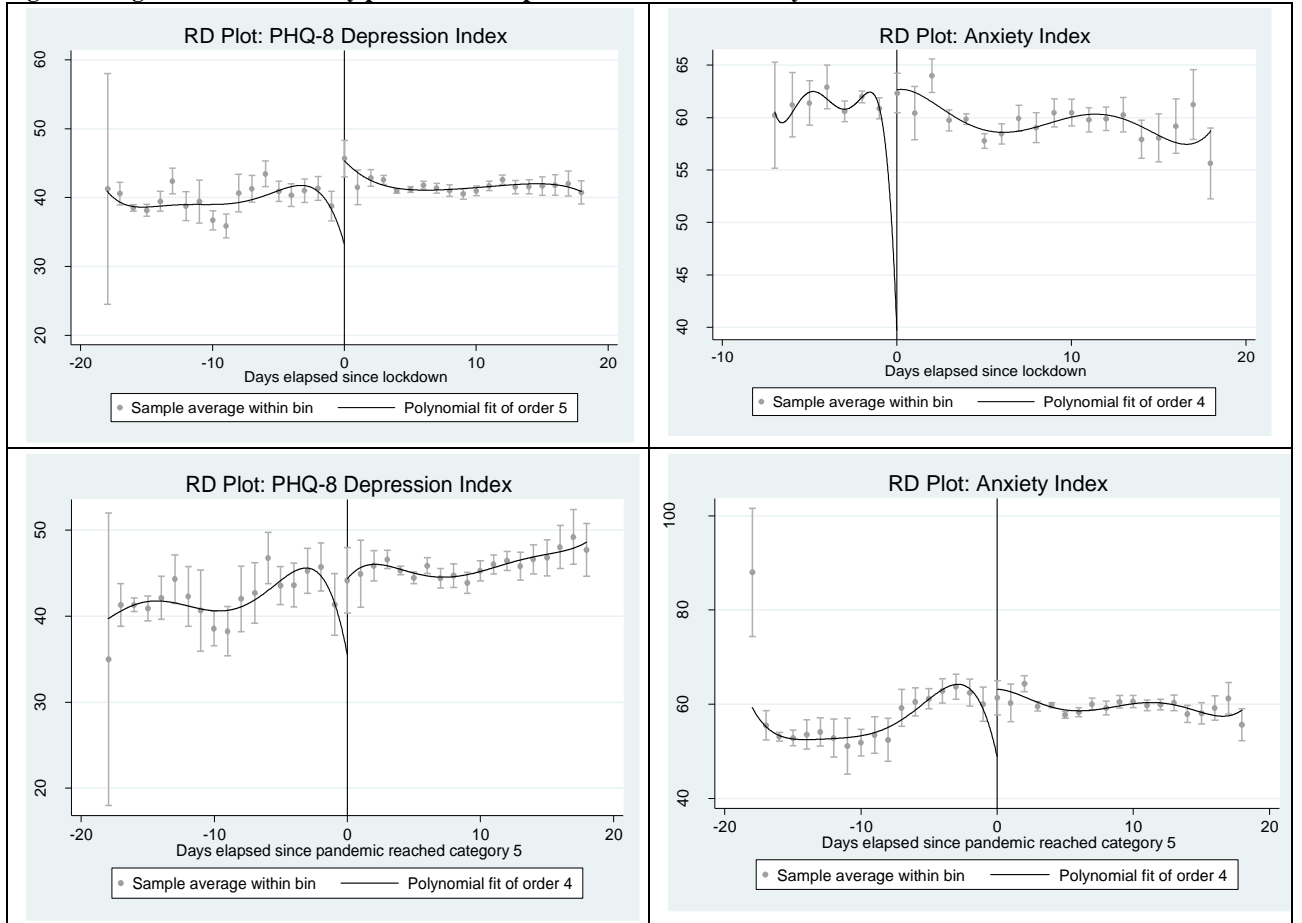 RD Plot: PHQ-8 Depression Index
60
50
40
30
20
-20 -10 0 10 20
Days elapsed since lockdown
Sample average within bin Polynomial fit of order 5
RD Plot: Anxiety Index
65
60
55
50
45
40
-10 0 10 20
Days elapsed since lockdown
Sample average within bin Polynomial fit of order 4
RD Plot: PHQ-8 Depression Index
50
40
30
20
-20 -10 0 10 20
Days elapsed since pandemic reached category 5
Sample average within bin Polynomial fit of order 4
RD Plot: Anxiety Index
100
80
60
40
-20 -10 0 10 20
Days elapsed since pandemic reached category 5
Sample average within bin Polynomial fit of order 4